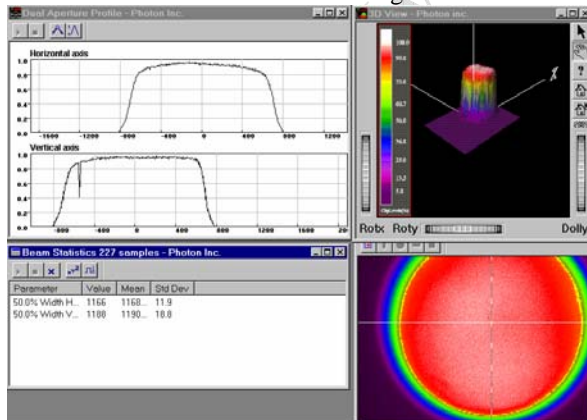 Dual Aperture Profile - Photon Inc.
Horizontal axis
1.0
0.8
0.6
0.4
0.2
0.0
-1600 -1200 -800 -400 0 400 800 1200
Vertical axis
1.0
0.8
0.6
0.4
0.2
0.0
-800 -400 0 400 800 1200 1600
Beam Statistics 227 samples - Photon Inc.
Parameter Value Mean Std Dev
50.0% Width H... 1166 1168... 11.9
50.0% Width V... 1188 1190...
3D View - Photon inc.
100.0
Rotx Roty Dolly